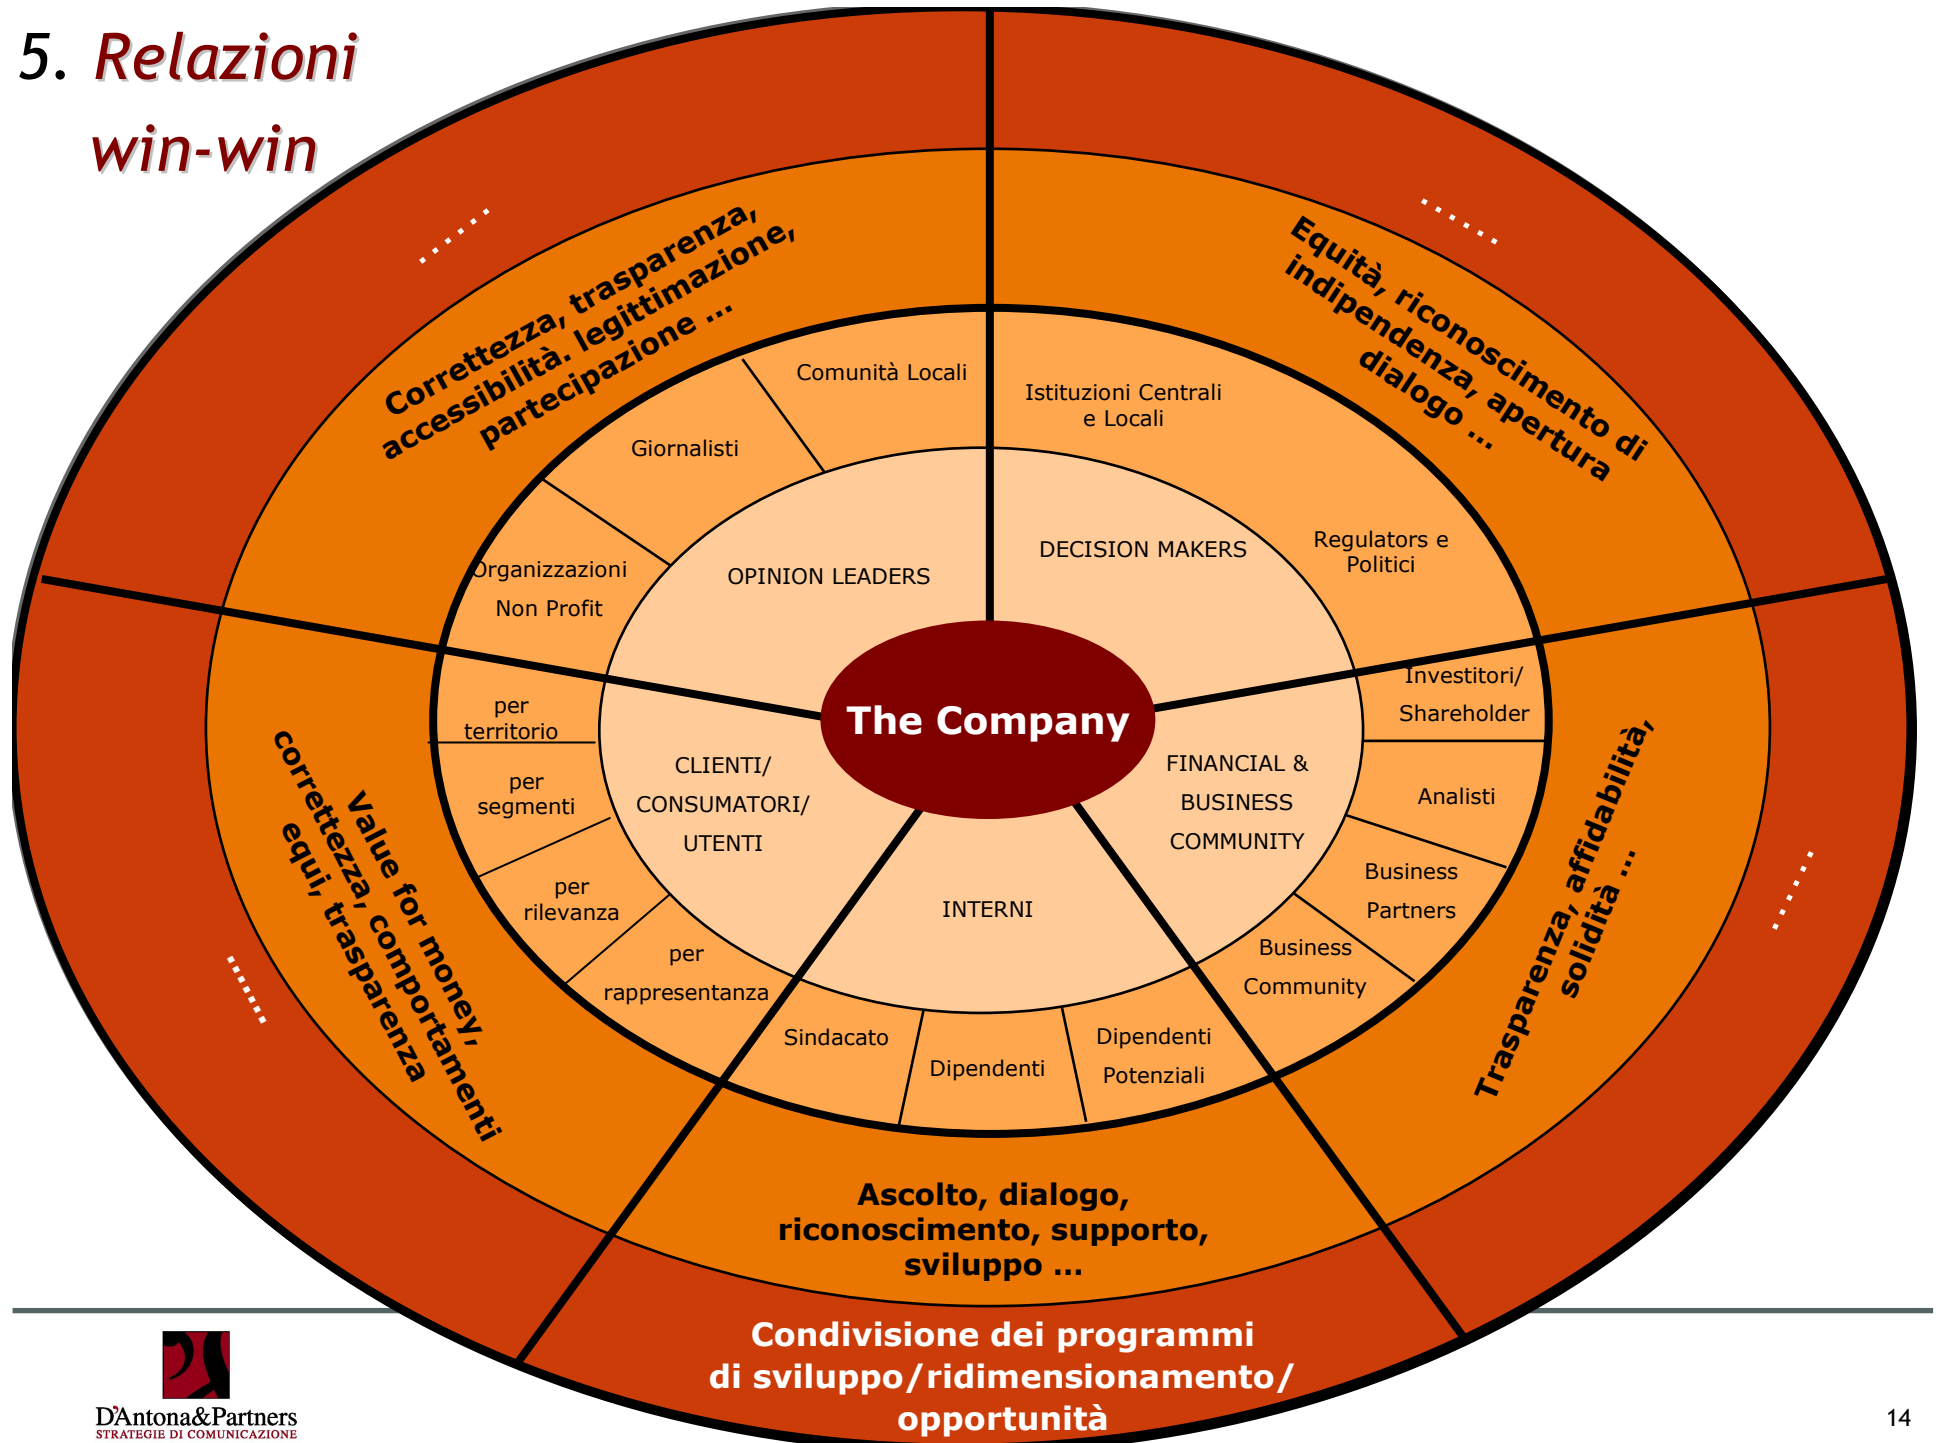 5. Relazioni
win-win
......
......
Correttezza, trasparenza,
accessibilità. legittimazione,
partecipazione ...
Equità, riconoscimento di
indipendenza, apertura
dialogo ...
Comunità Locali
Giornalisti
Organizzazioni
Non Profit
Istituzioni Centrali
e Locali
Regulators e
Politici
OPINION LEADERS
DECISION MAKERS
The Company
per
territorio
per
segmenti
per
rilevanza
per
rappresentanza
CLIENTI/
CONSUMATORI/
UTENTI
FINANCIAL &
BUSINESS
COMMUNITY
Investitori/
Shareholder
Analisti
Business
Partners
Business
Community
INTERNI
Sindacato
Dipendenti
Dipendenti
Potenziali
Value for money,
correttezza, comportamenti
equi, trasparenza
Trasparenza, affidabilità,
solidità ...
......
......
Ascolto, dialogo,
riconoscimento, supporto,
sviluppo ...
Condivisione dei programmi
di sviluppo/ridimensionamento/
opportunità
D'Antona&Partners
STRATEGIE DI COMUNICAZIONE
14